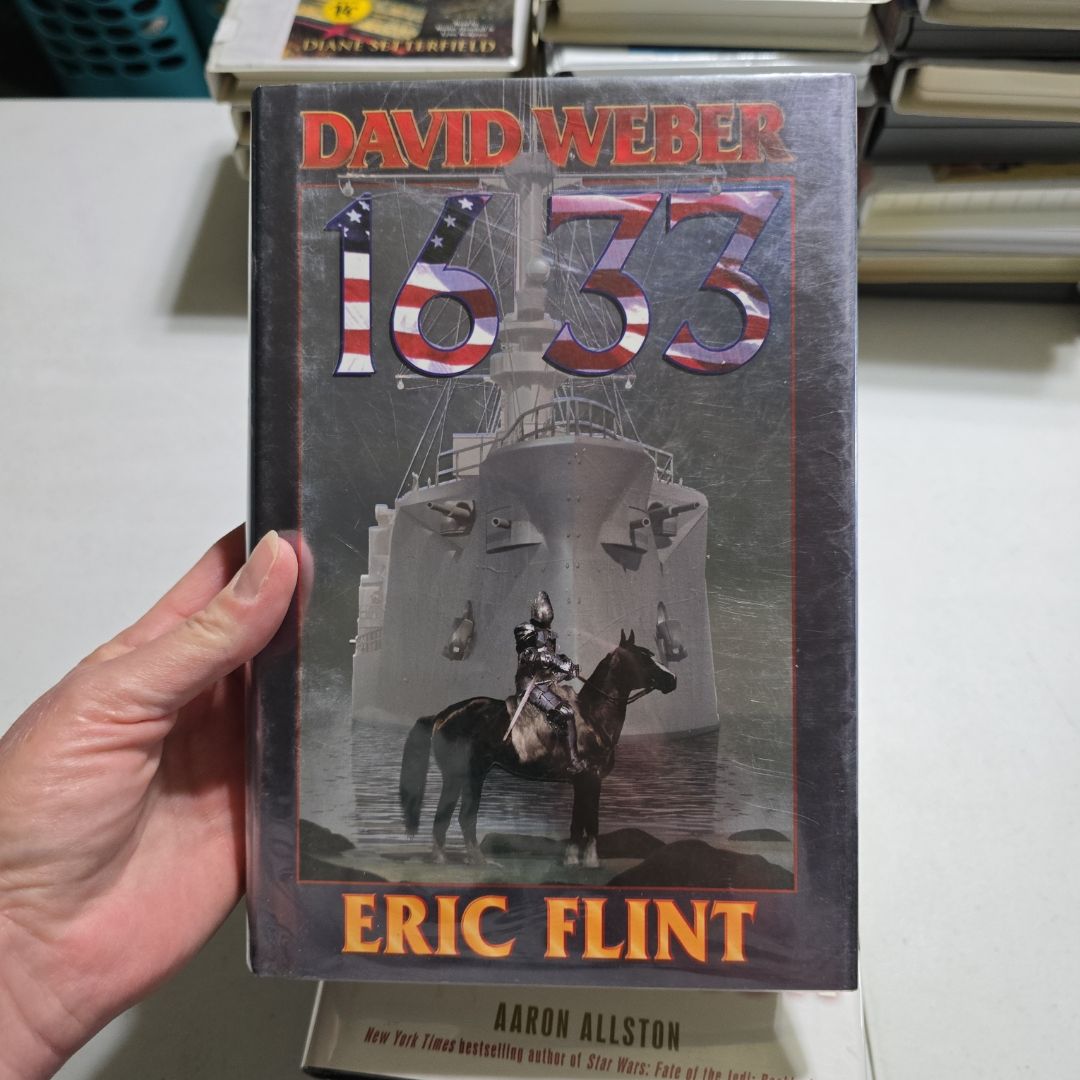 DIANE SETTERFIELD
DAVID WEBER
1633
ERIC FLINT
AARON ALLSTON
New York Times bestselling author of Star Wars: Fate of the Jedi: